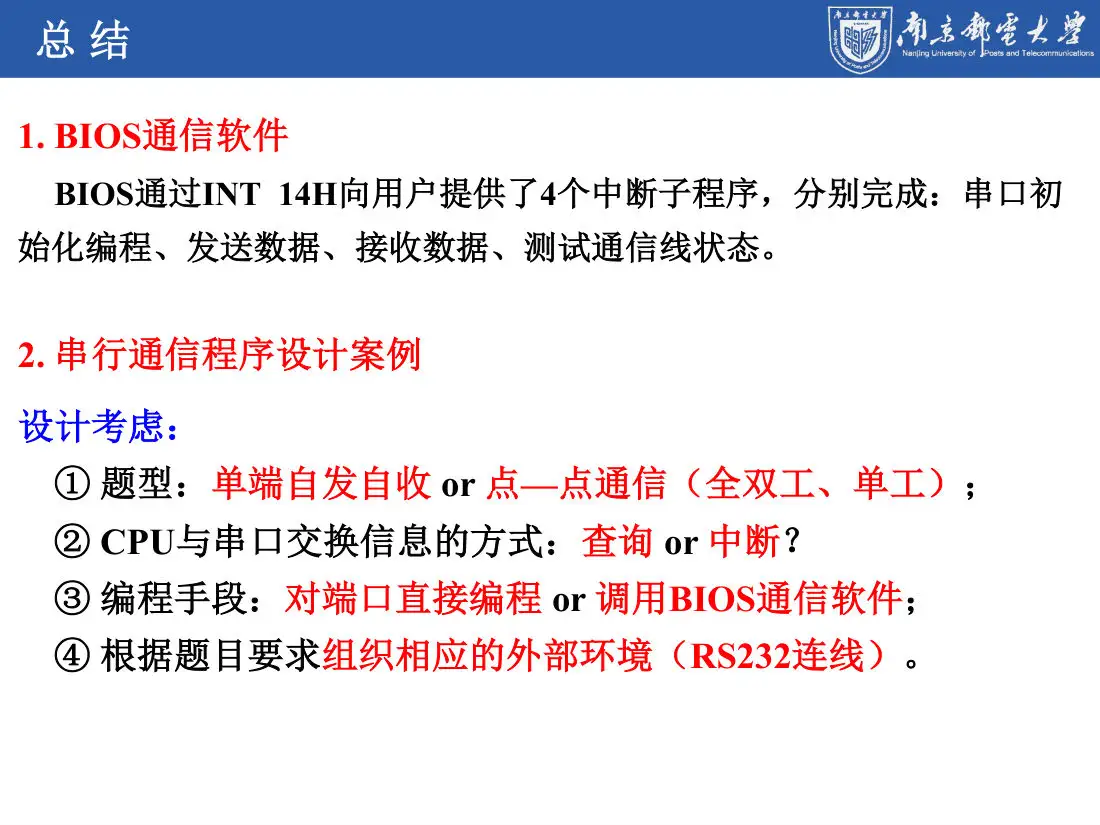 总 结
南京邮电大学
Nanjing University of Posts and Telecommunications
1. BIOS通信软件
BIOS通过INT 14H向用户提供了4个中断子程序，分别完成：串口初
始化编程、发送数据、接收数据、测试通信线状态。
2. 串行通信程序设计案例
设计考虑：
① 题型：单端自发自收 or 点—点通信（全双工、单工）；
② CPU与串口交换信息的方式：查询 or 中断？
③ 编程手段：对端口直接编程 or 调用BIOS通信软件；
④ 根据题目要求组织相应的外部环境（RS232连线）。